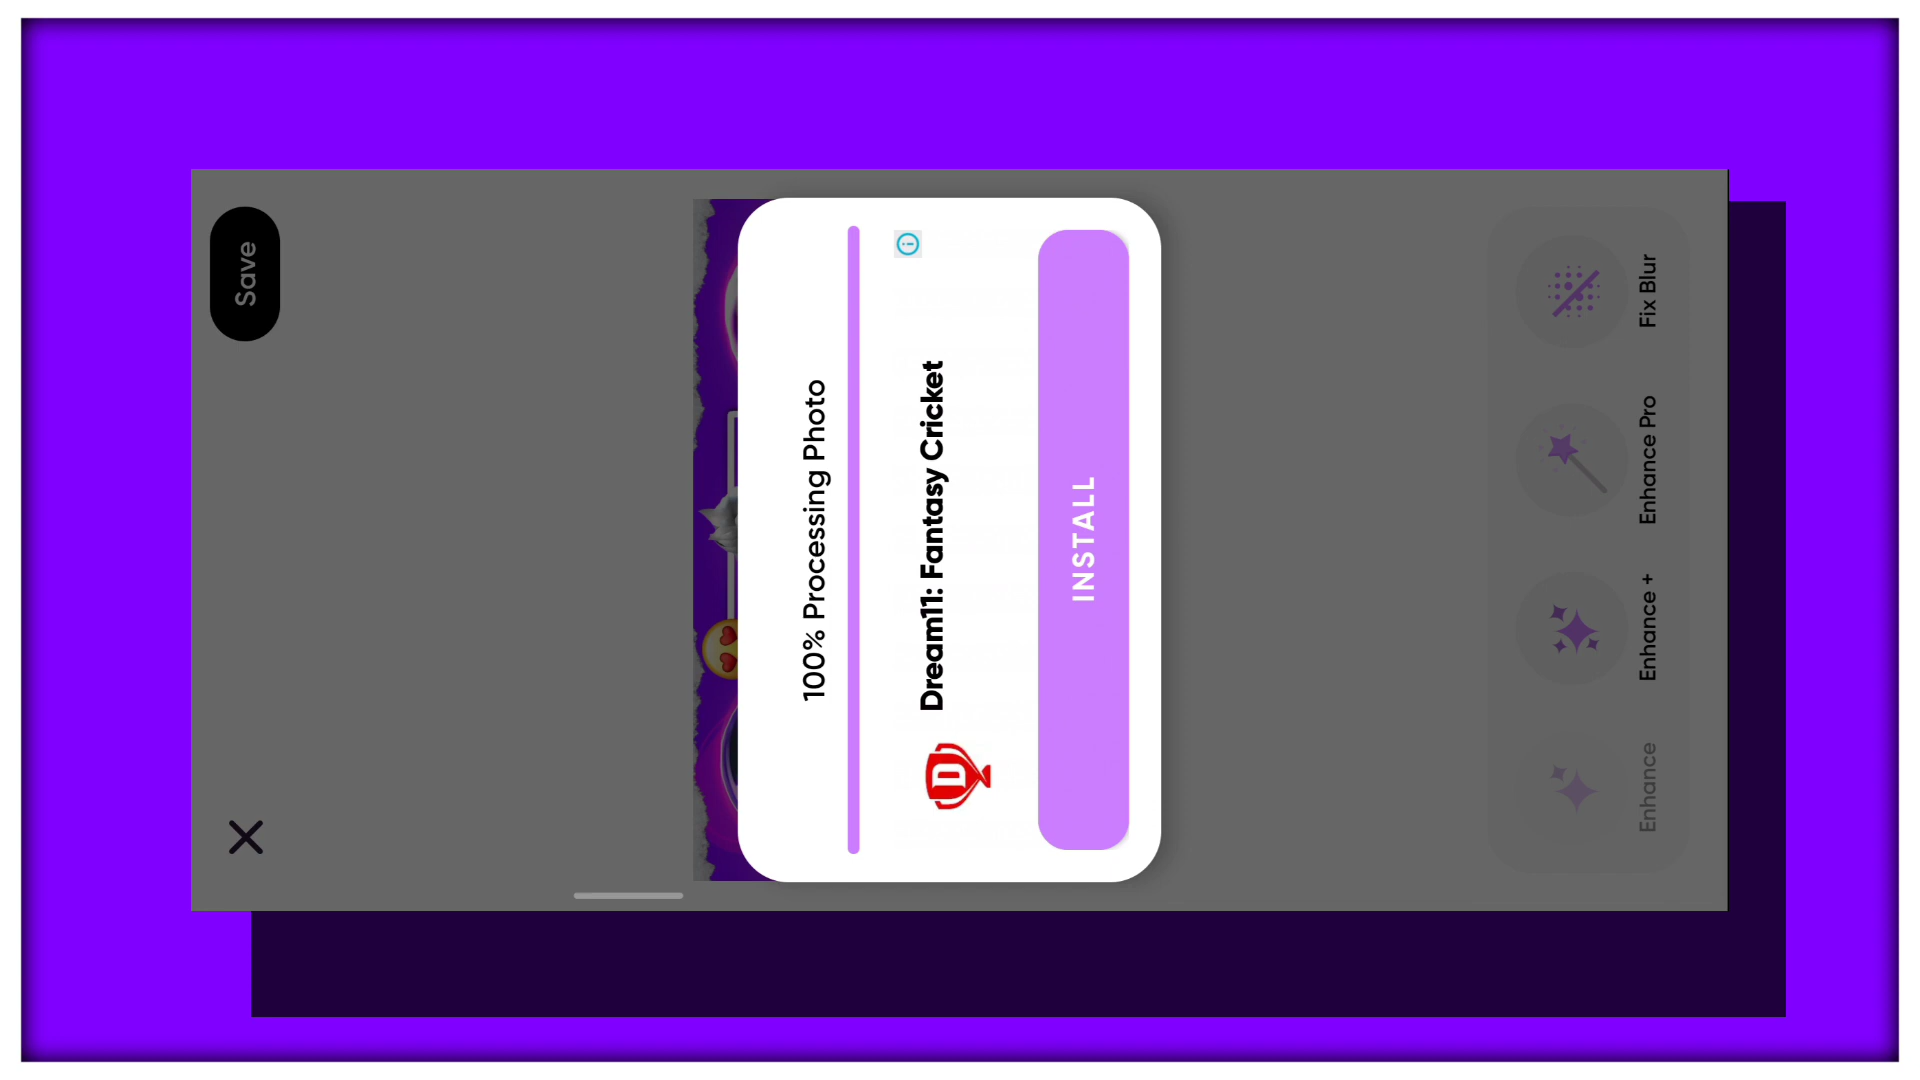 Save
100% Processing Photo
Dream11: Fantasy Cricket
D
INSTALL
Enhance
Enhance +
Enhance Pro
Fix Blur